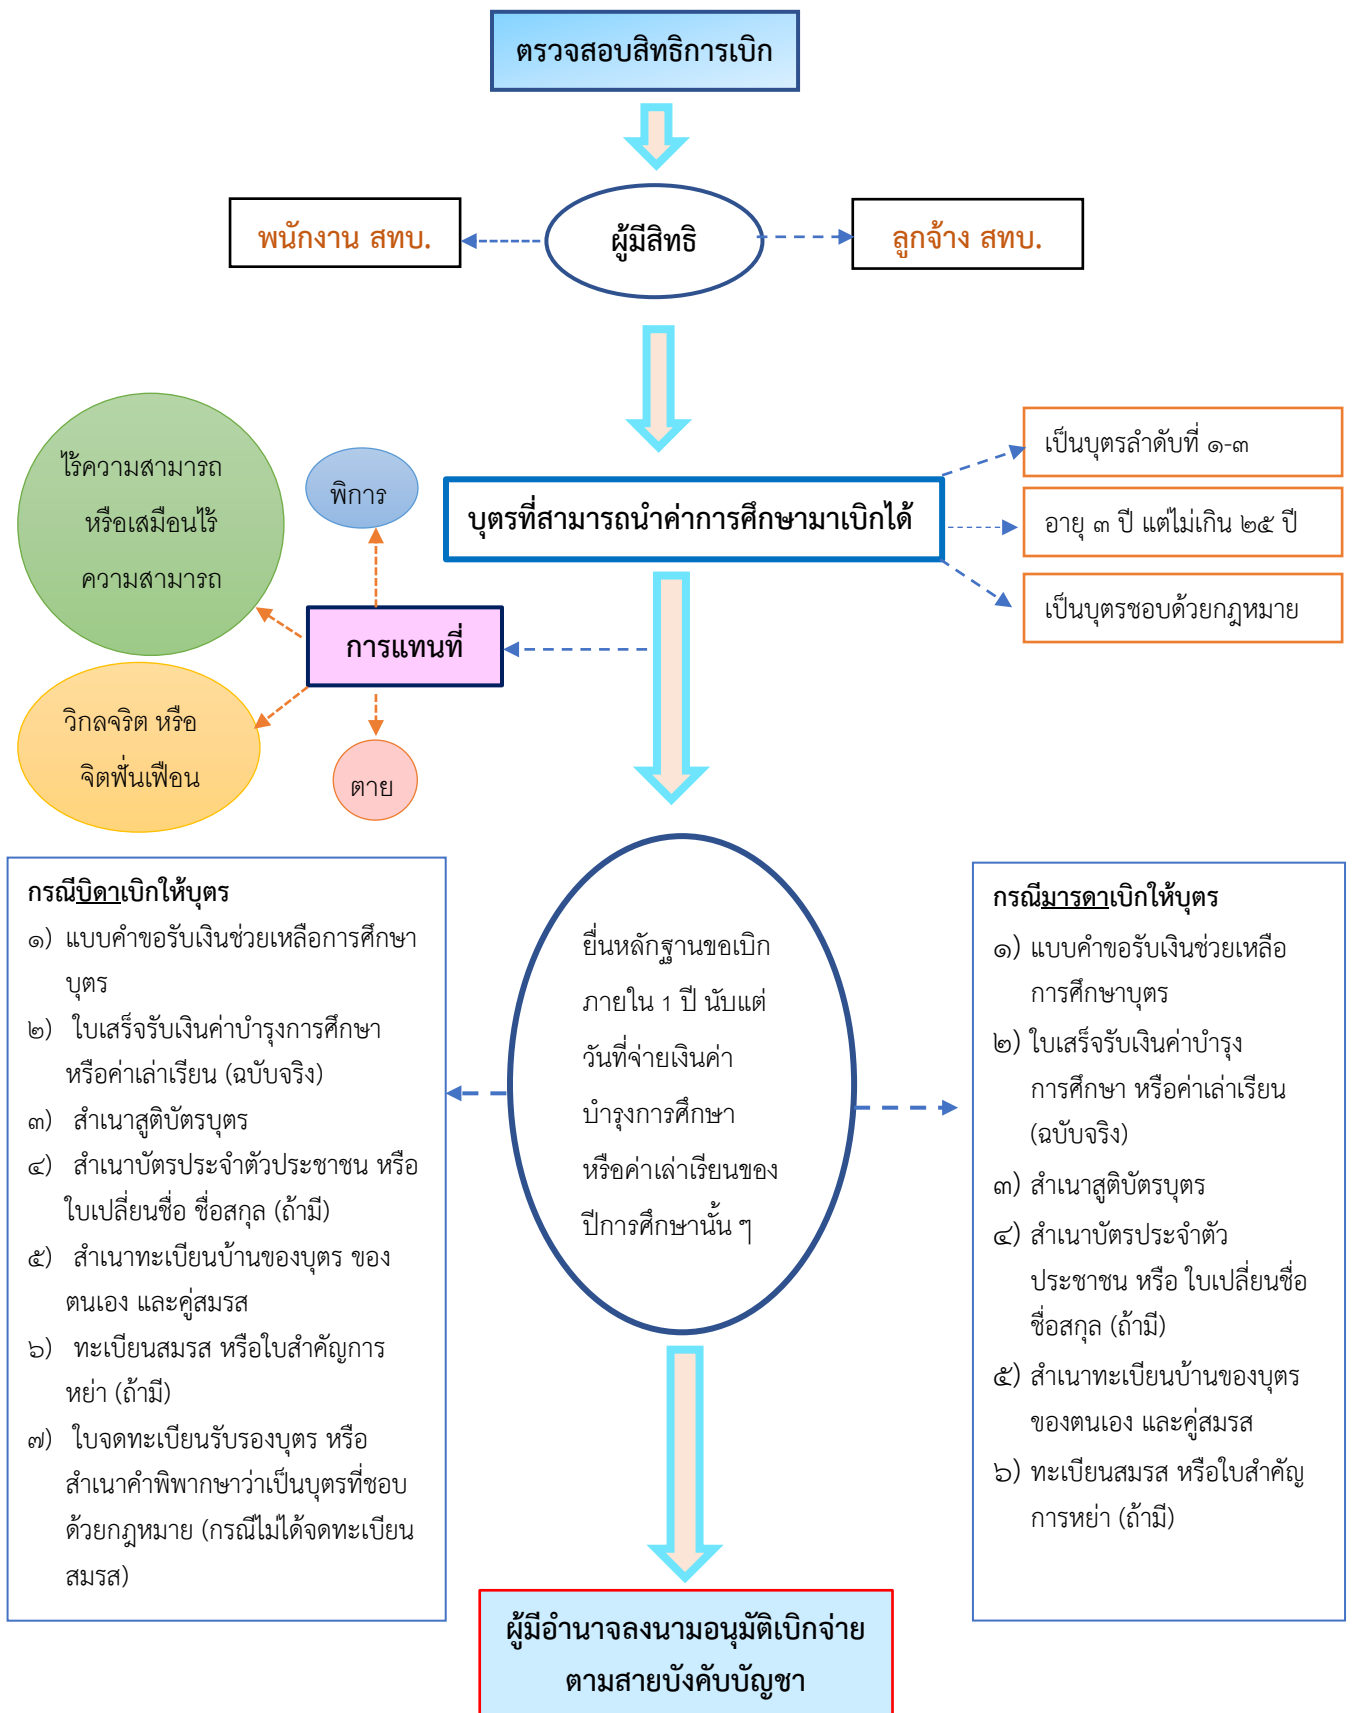 ตรวจสอบสิทธิการเบิก
พนักงาน สทบ.
ผู้มีสิทธิ
ลูกจ้าง สทบ.
ไร้ความสามารถ
หรือเสมือนไร้
ความสามารถ
พิการ
บุตรที่สามารถนำค่าการศึกษามาเบิกได้
เป็นบุตรลำดับที่ ๑-๓
อายุ ๓ ปี แต่ไม่เกิน ๒๕ ปี
เป็นบุตรชอบด้วยกฎหมาย
การแทนที่
วิกลจริต หรือ
จิตฟั่นเฟือน
ตาย
กรณีบิดาเบิกให้บุตร
๑) แบบคำขอรับเงินช่วยเหลือการศึกษา
บุตร
๒) ใบเสร็จรับเงินค่าบำรุงการศึกษา
หรือค่าเล่าเรียน (ฉบับจริง)
๓) สำเนาสูติบัตรบุตร
๔) สำเนาบัตรประจำตัวประชาชน หรือ
ใบเปลี่ยนชื่อ ชื่อสกุล (ถ้ามี)
๕) สำเนาทะเบียนบ้านของบุตร ของ
ตนเอง และคู่สมรส
๖) ทะเบียนสมรส หรือใบสำคัญการ
หย่า (ถ้ามี)
๗) ใบจดทะเบียนรับรองบุตร หรือ
สำเนาคำพิพากษาว่าเป็นบุตรที่ชอบ
ด้วยกฎหมาย (กรณีไม่ได้จดทะเบียน
สมรส)
ยื่นหลักฐานขอเบิก
ภายใน 1 ปี นับแต่
วันที่จ่ายเงินค่า
บำรุงการศึกษา
หรือค่าเล่าเรียนของ
ปีการศึกษานั้น ๆ
กรณีมารดาเบิกให้บุตร
๑) แบบคำขอรับเงินช่วยเหลือ
การศึกษาบุตร
๒) ใบเสร็จรับเงินค่าบำรุง
การศึกษา หรือค่าเล่าเรียน
(ฉบับจริง)
๓) สำเนาสูติบัตรบุตร
๔) สำเนาบัตรประจำตัว
ประชาชน หรือ ใบเปลี่ยนชื่อ
ชื่อสกุล (ถ้ามี)
๕) สำเนาทะเบียนบ้านของบุตร
ของตนเอง และคู่สมรส
๖) ทะเบียนสมรส หรือใบสำคัญ
การหย่า (ถ้ามี)
ผู้มีอำนาจลงนามอนุมัติเบิกจ่าย
ตามสายบังคับบัญชา